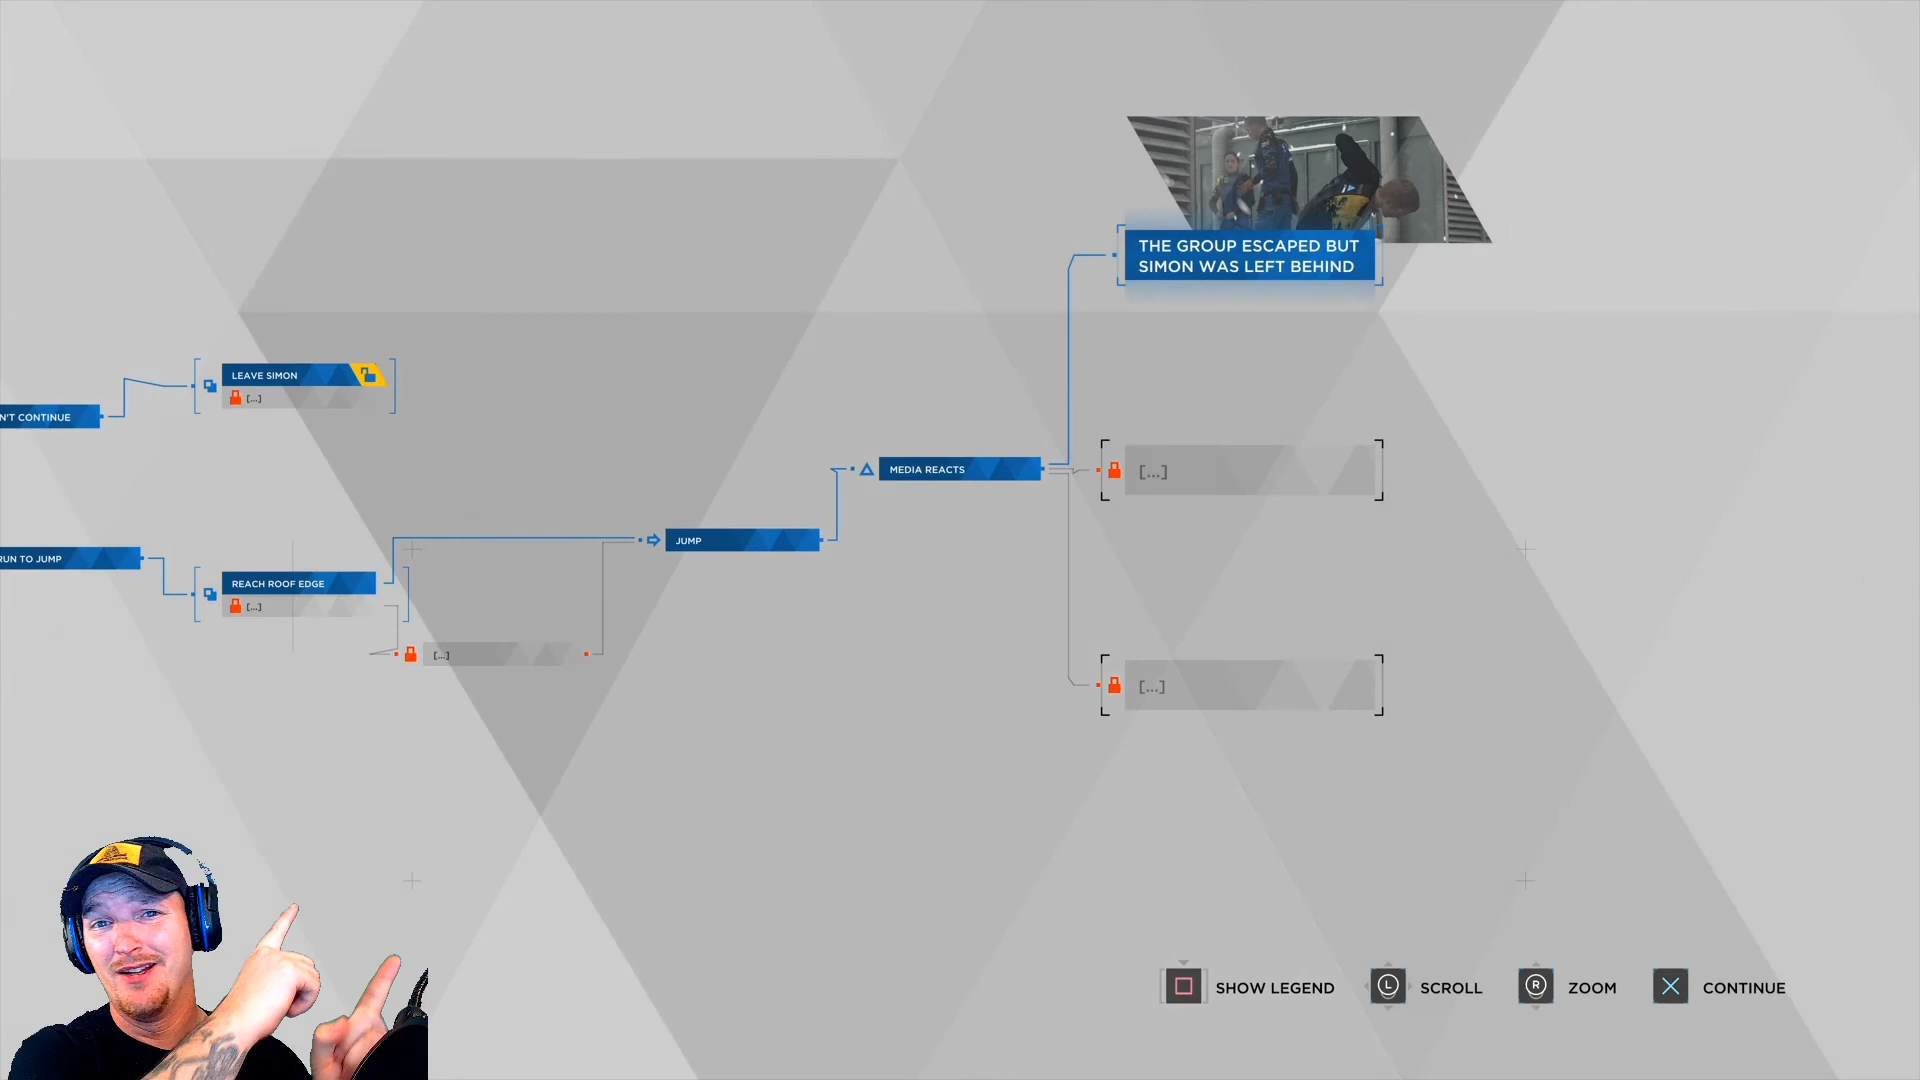 THE GROUP ESCAPED BUT
SIMON WAS LEFT BEHIND
LEAVE SIMON
[...]
N'T CONTINUE
MEDIA REACTS
[...]
JUMP
RUN TO JUMP
REACH ROOF EDGE
[...]
[...]
[...]
SHOW LEGEND
L
SCROLL
R
ZOOM
CONTINUE